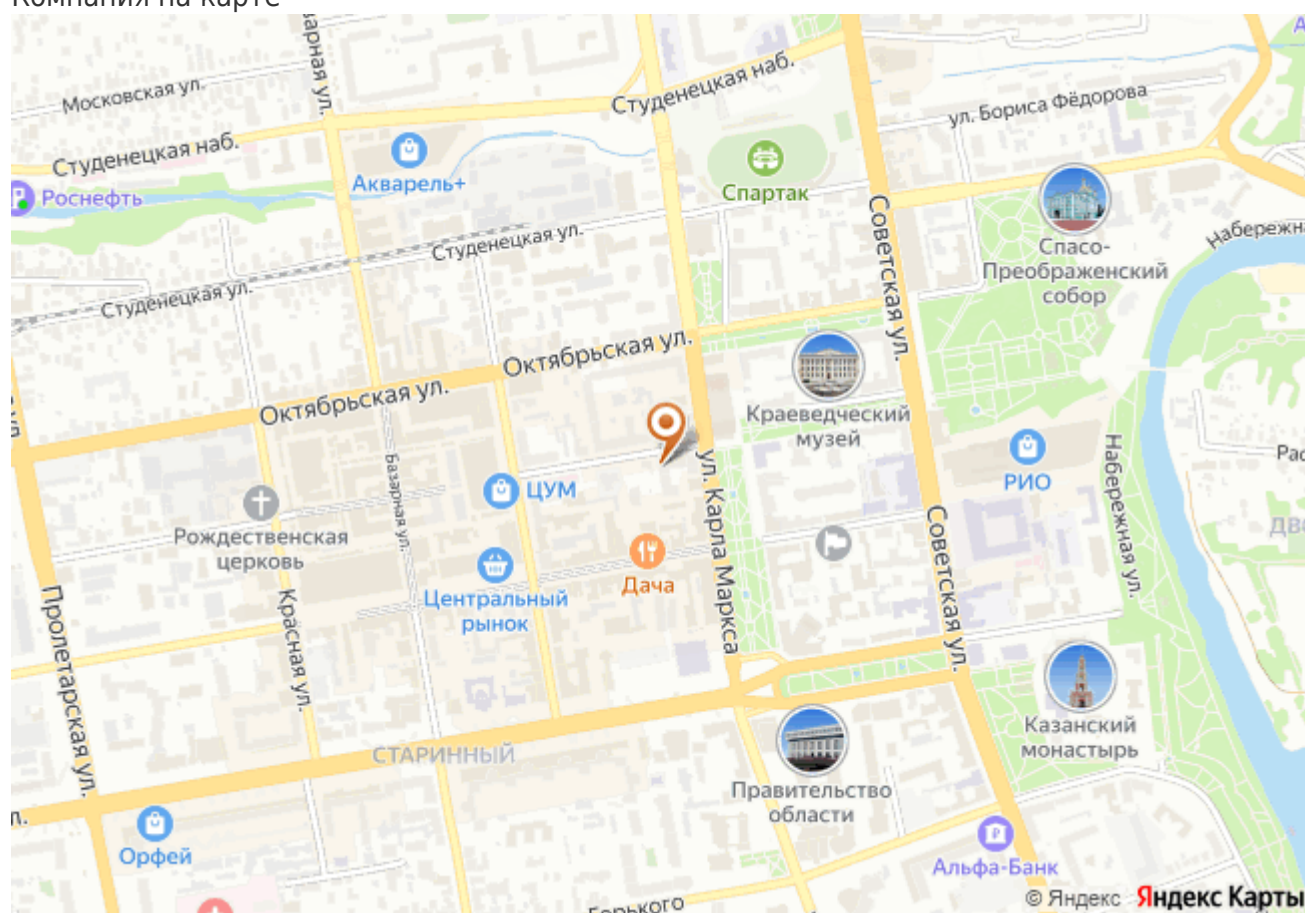 Компания на карте
Московская ул.
Студенецкая наб.
ул. Бориса Фёдорова
Студенецкая наб.
Акварель+
Роснефть
Спартак
Советская ул.
Спасо-
Преображенский
собор
Студенецкая ул.
Студенецкая ул.
Октябрьская ул.
Октябрьская ул.
Краеведческий
музей
Базарная ул.
ул. Карла Маркса
РИО
Набережная ул.
ЦУМ
Рождественская
церковь
Дача
Центральный
рынок
Советская ул.
Пролетарская ул.
Красная ул.
Казанский
монастырь
СТАРИННЫЙ
Правительство
области
Орфей
Альфа-Банк
© Яндекс Яндекс Карты